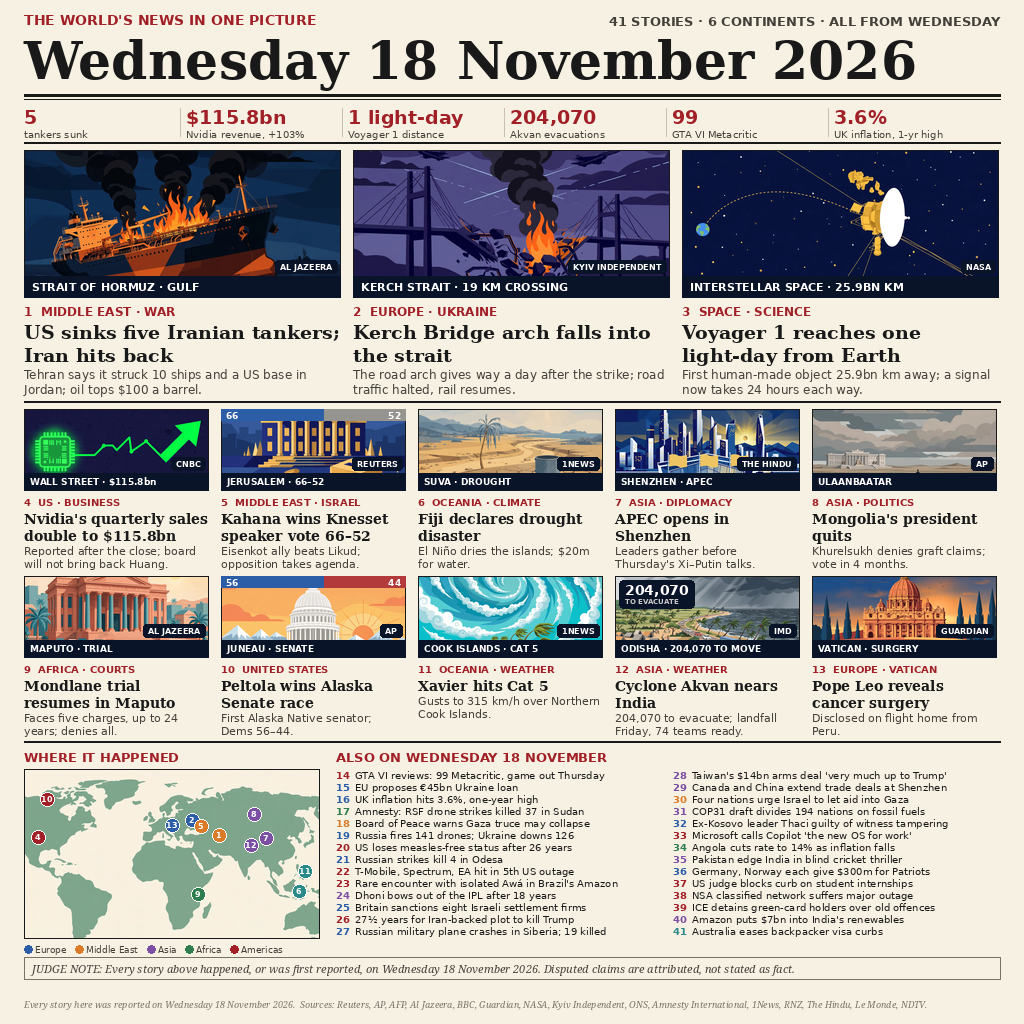 THE WORLD'S NEWS IN ONE PICTURE
41 STORIES · 6 CONTINENTS · ALL FROM WEDNESDAY
Wednesday 18 November 2026
5
tankers sunk
$115.8bn
Nvidia revenue, +103%
1 light-day
Voyager 1 distance
204,070
Akvan evacuations
99
GTA VI Metacritic
3.6%
UK inflation, 1-yr high
AL JAZEERA
STRAIT OF HORMUZ · GULF
1 MIDDLE EAST · WAR
US sinks five Iranian tankers;
Iran hits back
Tehran says it struck 10 ships and a US base in
Jordan; oil tops $100 a barrel.
KYIV INDEPENDENT
KERCH STRAIT · 19 KM CROSSING
2 EUROPE · UKRAINE
Kerch Bridge arch falls into
the strait
The road arch gives way a day after the strike; road
traffic halted, rail resumes.
NASA
INTERSTELLAR SPACE · 25.9BN KM
3 SPACE · SCIENCE
Voyager 1 reaches one
light-day from Earth
First human-made object 25.9bn km away; a signal
now takes 24 hours each way.
CNBC
WALL STREET · $115.8bn
4 US · BUSINESS
Nvidia's quarterly sales
double to $115.8bn
Reported after the close; board
will not bring back Huang.
66
52
REUTERS
JERUSALEM · 66–52
5 MIDDLE EAST · ISRAEL
Kahana wins Knesset
speaker vote 66–52
Eisenkot ally beats Likud;
opposition takes agenda.
1NEWS
SUVA · DROUGHT
6 OCEANIA · CLIMATE
Fiji declares drought
disaster
El Niño dries the islands; $20m
for water.
THE HINDU
SHENZHEN · APEC
7 ASIA · DIPLOMACY
APEC opens in
Shenzhen
Leaders gather before
Thursday's Xi–Putin talks.
AP
ULAANBAATAR
8 ASIA · POLITICS
Mongolia's president
quits
Khurelsukh denies graft claims;
vote in 4 months.
AL JAZEERA
MAPUTO · TRIAL
9 AFRICA · COURTS
Mondlane trial
resumes in Maputo
Faces five charges, up to 24
years; denies all.
56
44
AP
JUNEAU · SENATE
10 UNITED STATES
Peltola wins Alaska
Senate race
First Alaska Native senator;
Dems 56–44.
1NEWS
COOK ISLANDS · CAT 5
11 OCEANIA · WEATHER
Xavier hits Cat 5
Gusts to 315 km/h over Northern
Cook Islands.
204,070
TO EVACUATE
IMD
ODISHA · 204,070 TO MOVE
12 ASIA · WEATHER
Cyclone Akvan nears
India
204,070 to evacuate; landfall
Friday, 74 teams ready.
GUARDIAN
VATICAN · SURGERY
13 EUROPE · VATICAN
Pope Leo reveals
cancer surgery
Disclosed on flight home from
Peru.
WHERE IT HAPPENED
10
4
13
2
5
1
8
7
12
11
6
9
Europe Middle East Asia Africa Americas
ALSO ON WEDNESDAY 18 NOVEMBER
14 GTA VI reviews: 99 Metacritic, game out Thursday
15 EU proposes €45bn Ukraine loan
16 UK inflation hits 3.6%, one-year high
17 Amnesty: RSF drone strikes killed 37 in Sudan
18 Board of Peace warns Gaza truce may collapse
19 Russia fires 141 drones; Ukraine downs 126
20 US loses measles-free status after 26 years
21 Russian strikes kill 4 in Odesa
22 T-Mobile, Spectrum, EA hit in 5th US outage
23 Rare encounter with isolated Awá in Brazil's Amazon
24 Dhoni bows out of the IPL after 18 years
25 Britain sanctions eight Israeli settlement firms
26 27½ years for Iran-backed plot to kill Trump
27 Russian military plane crashes in Siberia; 19 killed
28 Taiwan's $14bn arms deal 'very much up to Trump'
29 Canada and China extend trade deals at Shenzhen
30 Four nations urge Israel to let aid into Gaza
31 COP31 draft divides 194 nations on fossil fuels
32 Ex-Kosovo leader Thaci guilty of witness tampering
33 Microsoft calls Copilot 'the new OS for work'
34 Angola cuts rate to 14% as inflation falls
35 Pakistan edge India in blind cricket thriller
36 Germany, Norway each give $300m for Patriots
37 US judge blocks curb on student internships
38 NSA classified network suffers major outage
39 ICE detains green-card holders over old offences
40 Amazon puts $7bn into India's renewables
41 Australia eases backpacker visa curbs
JUDGE NOTE: Every story above happened, or was first reported, on Wednesday 18 November 2026. Disputed claims are attributed, not stated as fact.
Every story here was reported on Wednesday 18 November 2026. Sources: Reuters, AP, AFP, Al Jazeera, BBC, Guardian, NASA, Kyiv Independent, ONS, Amnesty International, 1News, RNZ, The Hindu, Le Monde, NDTV.